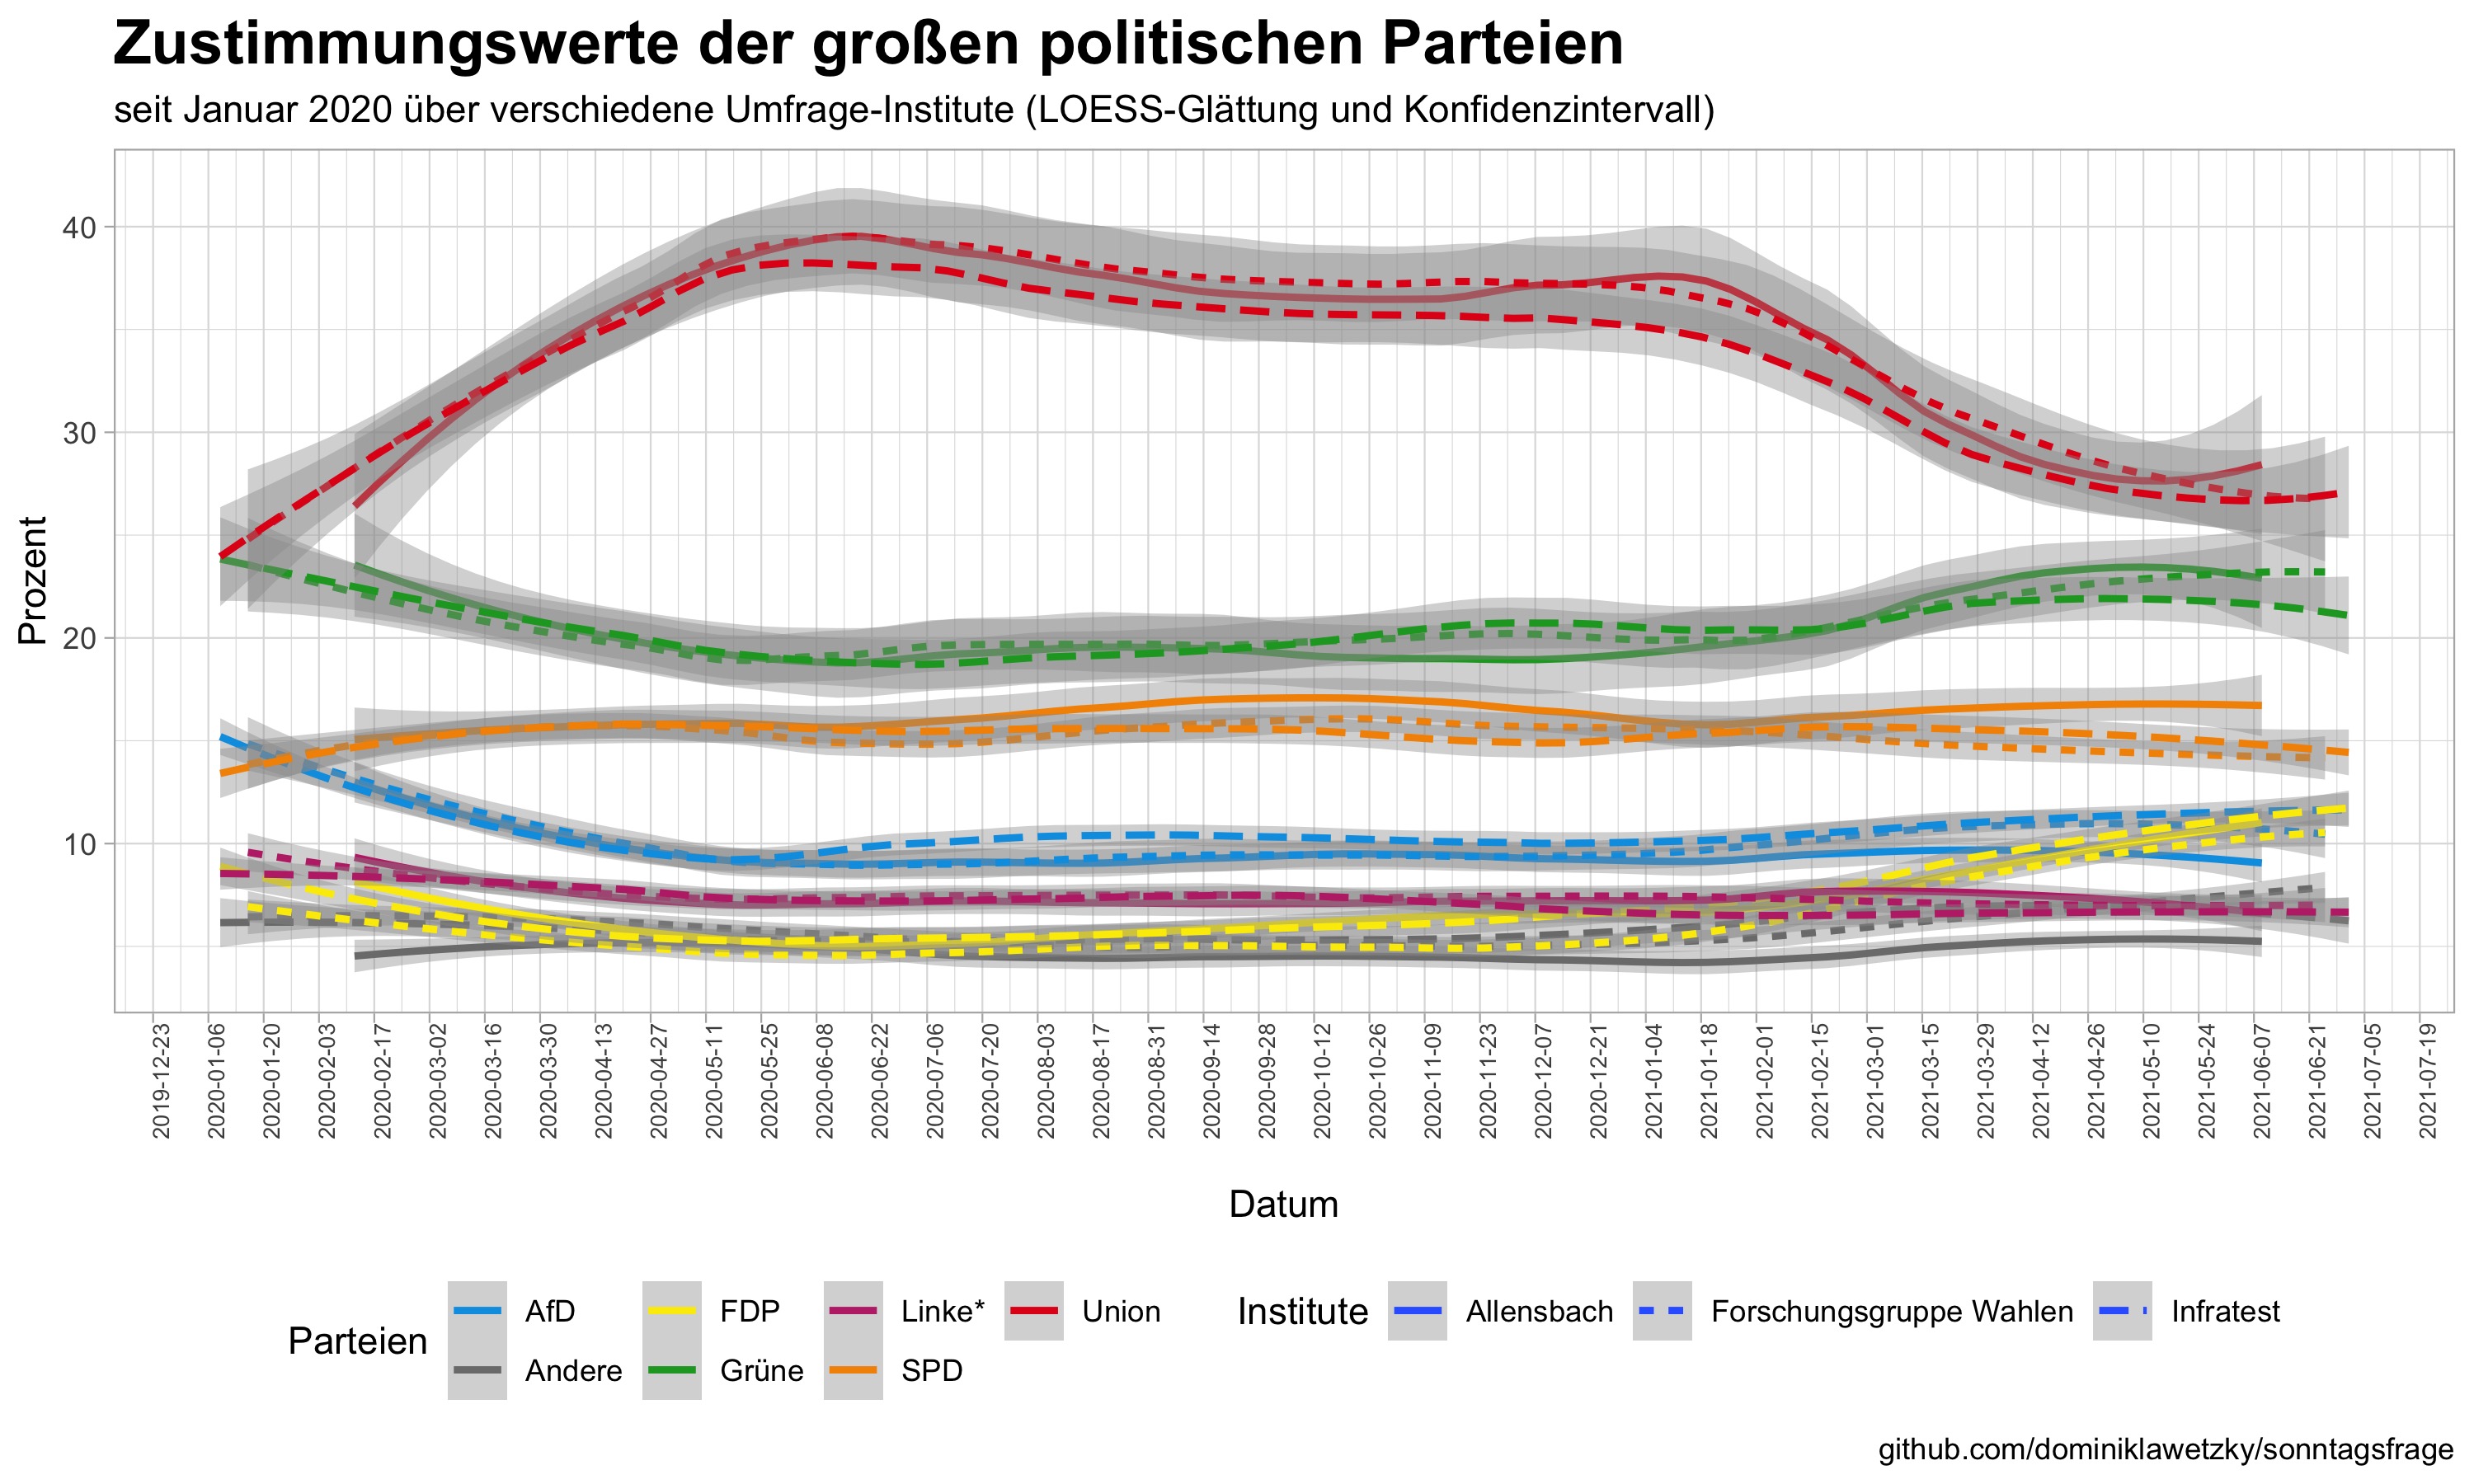 Zustimmungswerte der großen politischen Parteien
seit Januar 2020 über verschiedene Umfrage-Institute (LOESS-Glättung und Konfidenzintervall)
Prozent
40
30
20
10
2019-12-23
2020-01-06
2020-01-20
2020-02-03
2020-02-17
2020-03-02
2020-03-16
2020-03-30
2020-04-13
2020-04-27
2020-05-11
2020-05-25
2020-06-08
2020-06-22
2020-07-06
2020-07-20
2020-08-03
2020-08-17
2020-08-31
2020-09-14
2020-09-28
2020-10-12
2020-10-26
2020-11-09
2020-11-23
2020-12-07
2020-12-21
2021-01-04
2021-01-18
2021-02-01
2021-02-15
2021-03-01
2021-03-15
2021-03-29
2021-04-12
2021-04-26
2021-05-10
2021-05-24
2021-06-07
2021-06-21
2021-07-05
2021-07-19
Datum
Parteien
AfD
FDP
Linke*
Union
Andere
Grüne
SPD
Institute
Allensbach
Forschungsgruppe Wahlen
Infratest
github.com/dominiklawetzky/sonntagsfrage